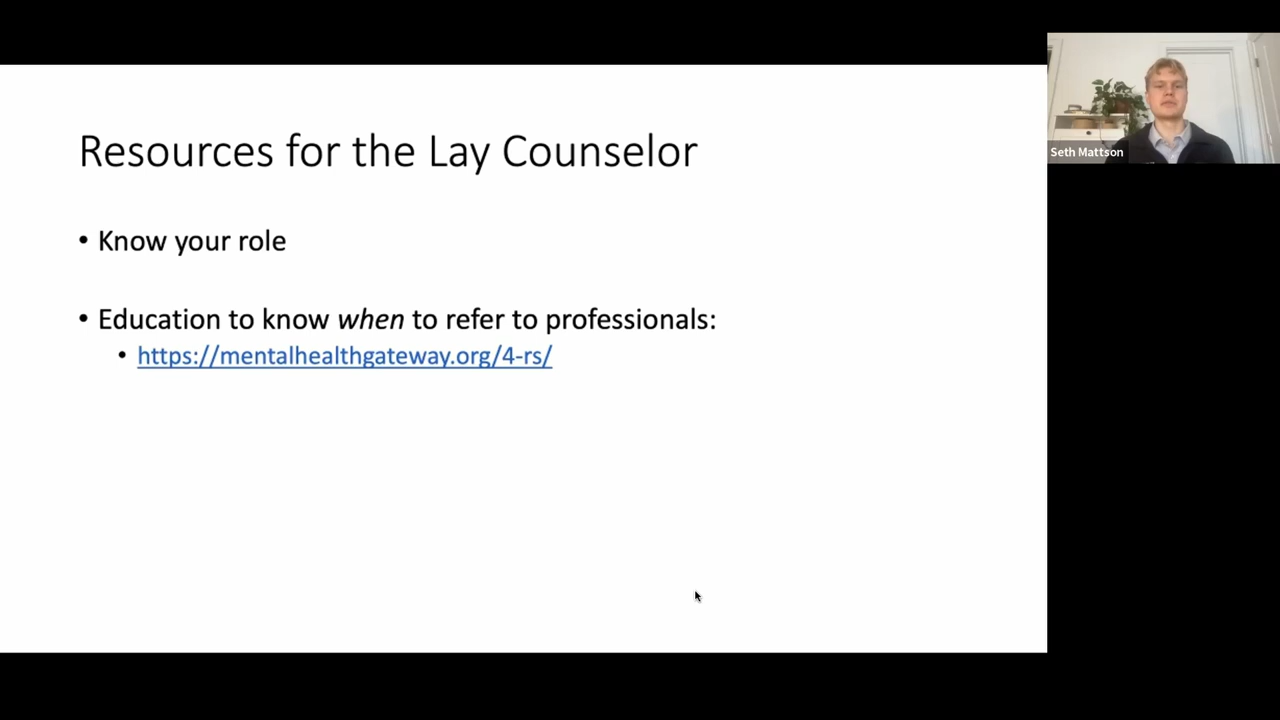 Resources for the Lay Counselor
• Know your role
• Education to know when to refer to professionals:
• https://mentalhealthgateway.org/4-rs/
Seth Mattson